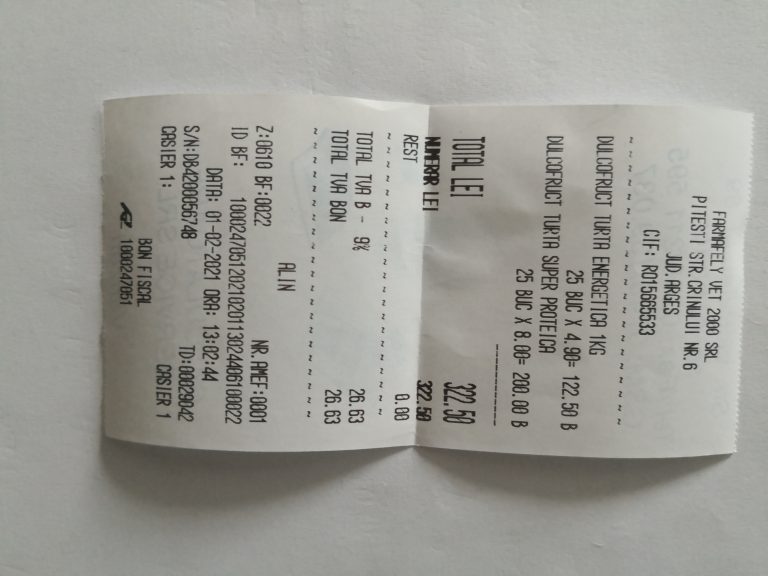 FARMAFELY VET 2000 SRL
PITESTI STR.CRINULUI NR.6
JUD.ARGES
CIF: RO15665533
DULCOFRUCT TURTA ENERGETICA 1KG
25 BUC X 4.90= 122.50 B
DULCOFRUCT TURTA SUPER PROTEICA
25 BUC X 8.00= 200.00 B
TOTAL LEI 322.50
NUMERAR LEI 322.50
REST 0.00
TOTAL TVA B - 9% 26.63
TOTAL TVA BON 26.63
ALIN
Z:0610 BF:0022 NR.AMEF:0001
ID BF: 10002470512021020113024406100022
DATA: 01-02-2021 ORA: 13:02:44
S/N:DB4200056748 TD:00029042
CASIER 1: CASIER 1
BON FISCAL
1000247051